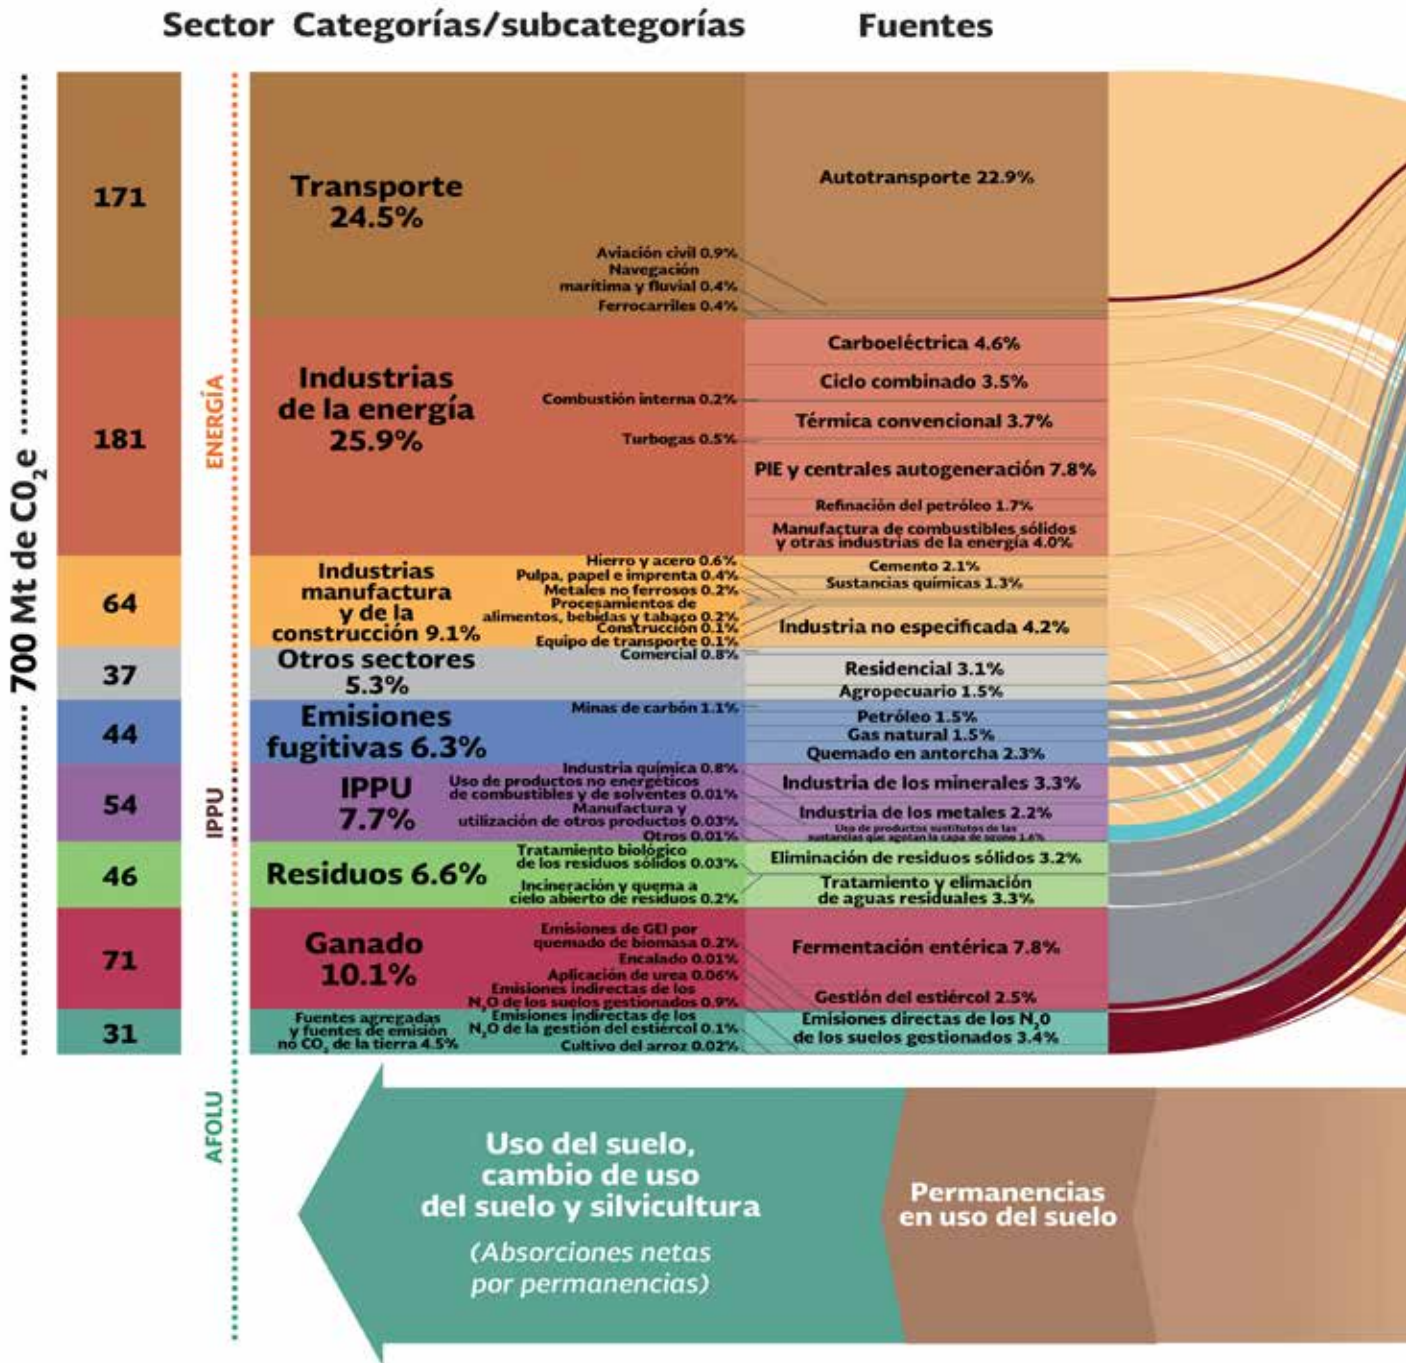 Sector Categorías/subcategorías Fuentes
700 Mt de CO₂e
ENERGÍA
IPPU
AFOLU
171
Transporte
24.5%
Autotransporte 22.9%
Aviación civil 0.9%
Navegación
marítima y fluvial 0.4%
Ferrocarriles 0.4%
181
Industrias
de la energía
25.9%
Combustión interna 0.2%
Turbogas 0.5%
Carboeléctrica 4.6%
Ciclo combinado 3.5%
Térmica convencional 3.7%
PIE y centrales autogeneración 7.8%
Refinación del petróleo 1.7%
Manufactura de combustibles sólidos
y otras industrias de la energía 4.0%
64
Industrias
manufactura
y de la
construcción 9.1%
Hierro y acero 0.6%
Pulpa, papel e imprenta 0.4%
Metales no ferrosos 0.2%
Procesamientos de
alimentos, bebidas y tabaco 0.2%
Construcción 0.1%
Equipo de transporte 0.1%
Cemento 2.1%
Sustancias químicas 1.3%
Industria no especificada 4.2%
37
Otros sectores
5.3%
Comercial 0.8%
Residencial 3.1%
Agropecuario 1.5%
44
Emisiones
fugitivas 6.3%
Minas de carbón 1.1%
Petróleo 1.5%
Gas natural 1.5%
Quemado en antorcha 2.3%
54
IPPU
7.7%
Industria química 0.8%
Uso de productos no energéticos
de combustibles y de solventes 0.01%
Manufactura y
utilización de otros productos 0.03%
Otros 0.01%
Industria de los minerales 3.3%
Industria de los metales 2.2%
Uso de productos sustitutos de las
sustancias que agotan la capa de ozono 1.6%
46
Residuos 6.6%
Tratamiento biológico
de los residuos sólidos 0.03%
Incineración y quema a
cielo abierto de residuos 0.2%
Eliminación de residuos sólidos 3.2%
Tratamiento y elimación
de aguas residuales 3.3%
71
Ganado
10.1%
Emisiones de GEI por
quemado de biomasa 0.2%
Encalado 0.01%
Aplicación de urea 0.06%
Emisiones indirectas de los
N₂O de los suelos gestionados 0.9%
Fermentación entérica 7.8%
Gestión del estiércol 2.5%
31
Fuentes agregadas
y fuentes de emisión
no CO₂ de la tierra 4.5%
Emisiones indirectas de los
N₂O de la gestión del estiércol 0.1%
Cultivo del arroz 0.02%
Emisiones directas de los N₂O
de los suelos gestionados 3.4%
Uso del suelo,
cambio de uso
del suelo y silvicultura
(Absorciones netas
por permanencias)
Permanencias
en uso del suelo